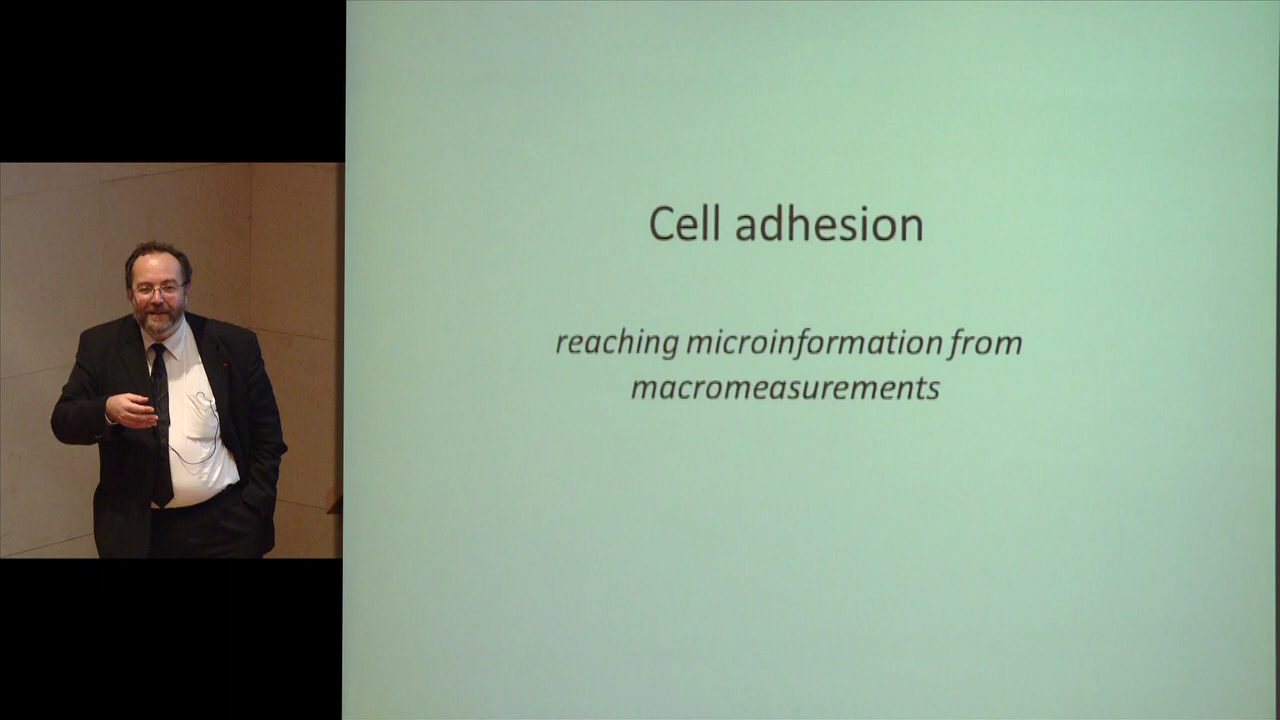 Cell adhesion
reaching microinformation from
macromeasurements